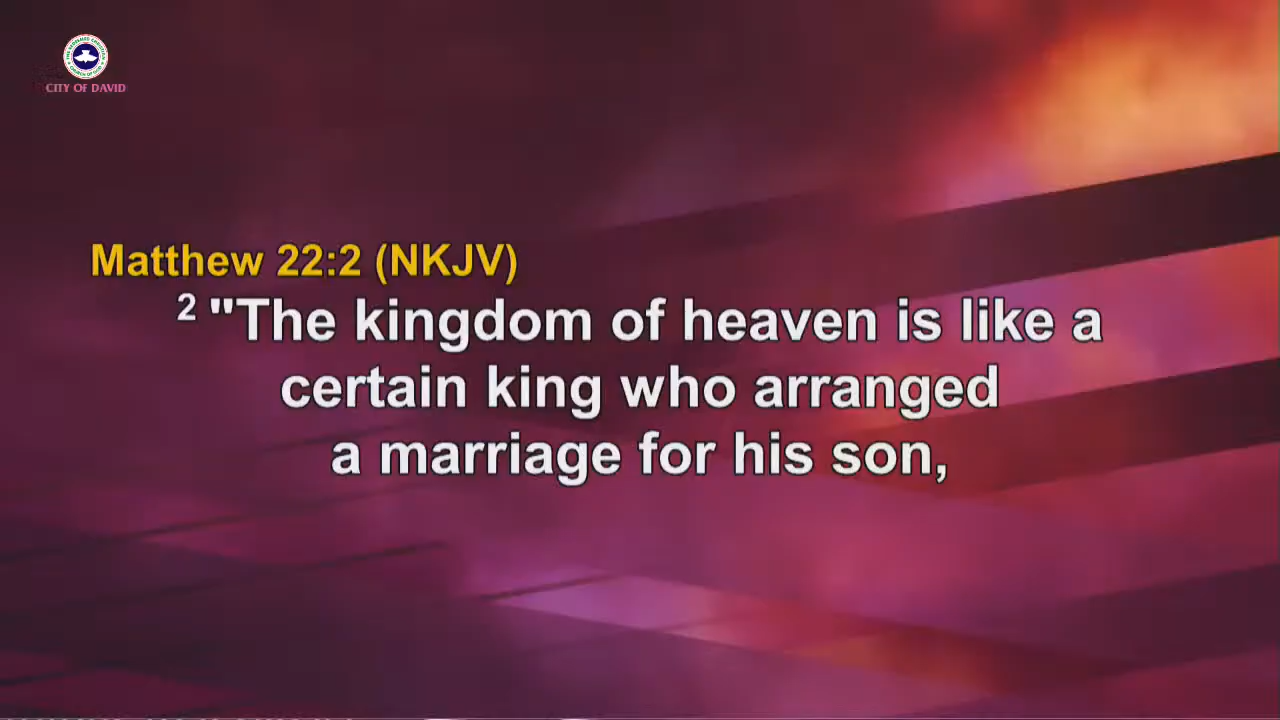 CITY OF DAVID
Matthew 22:2 (NKJV)
2 "The kingdom of heaven is like a
certain king who arranged
a marriage for his son,